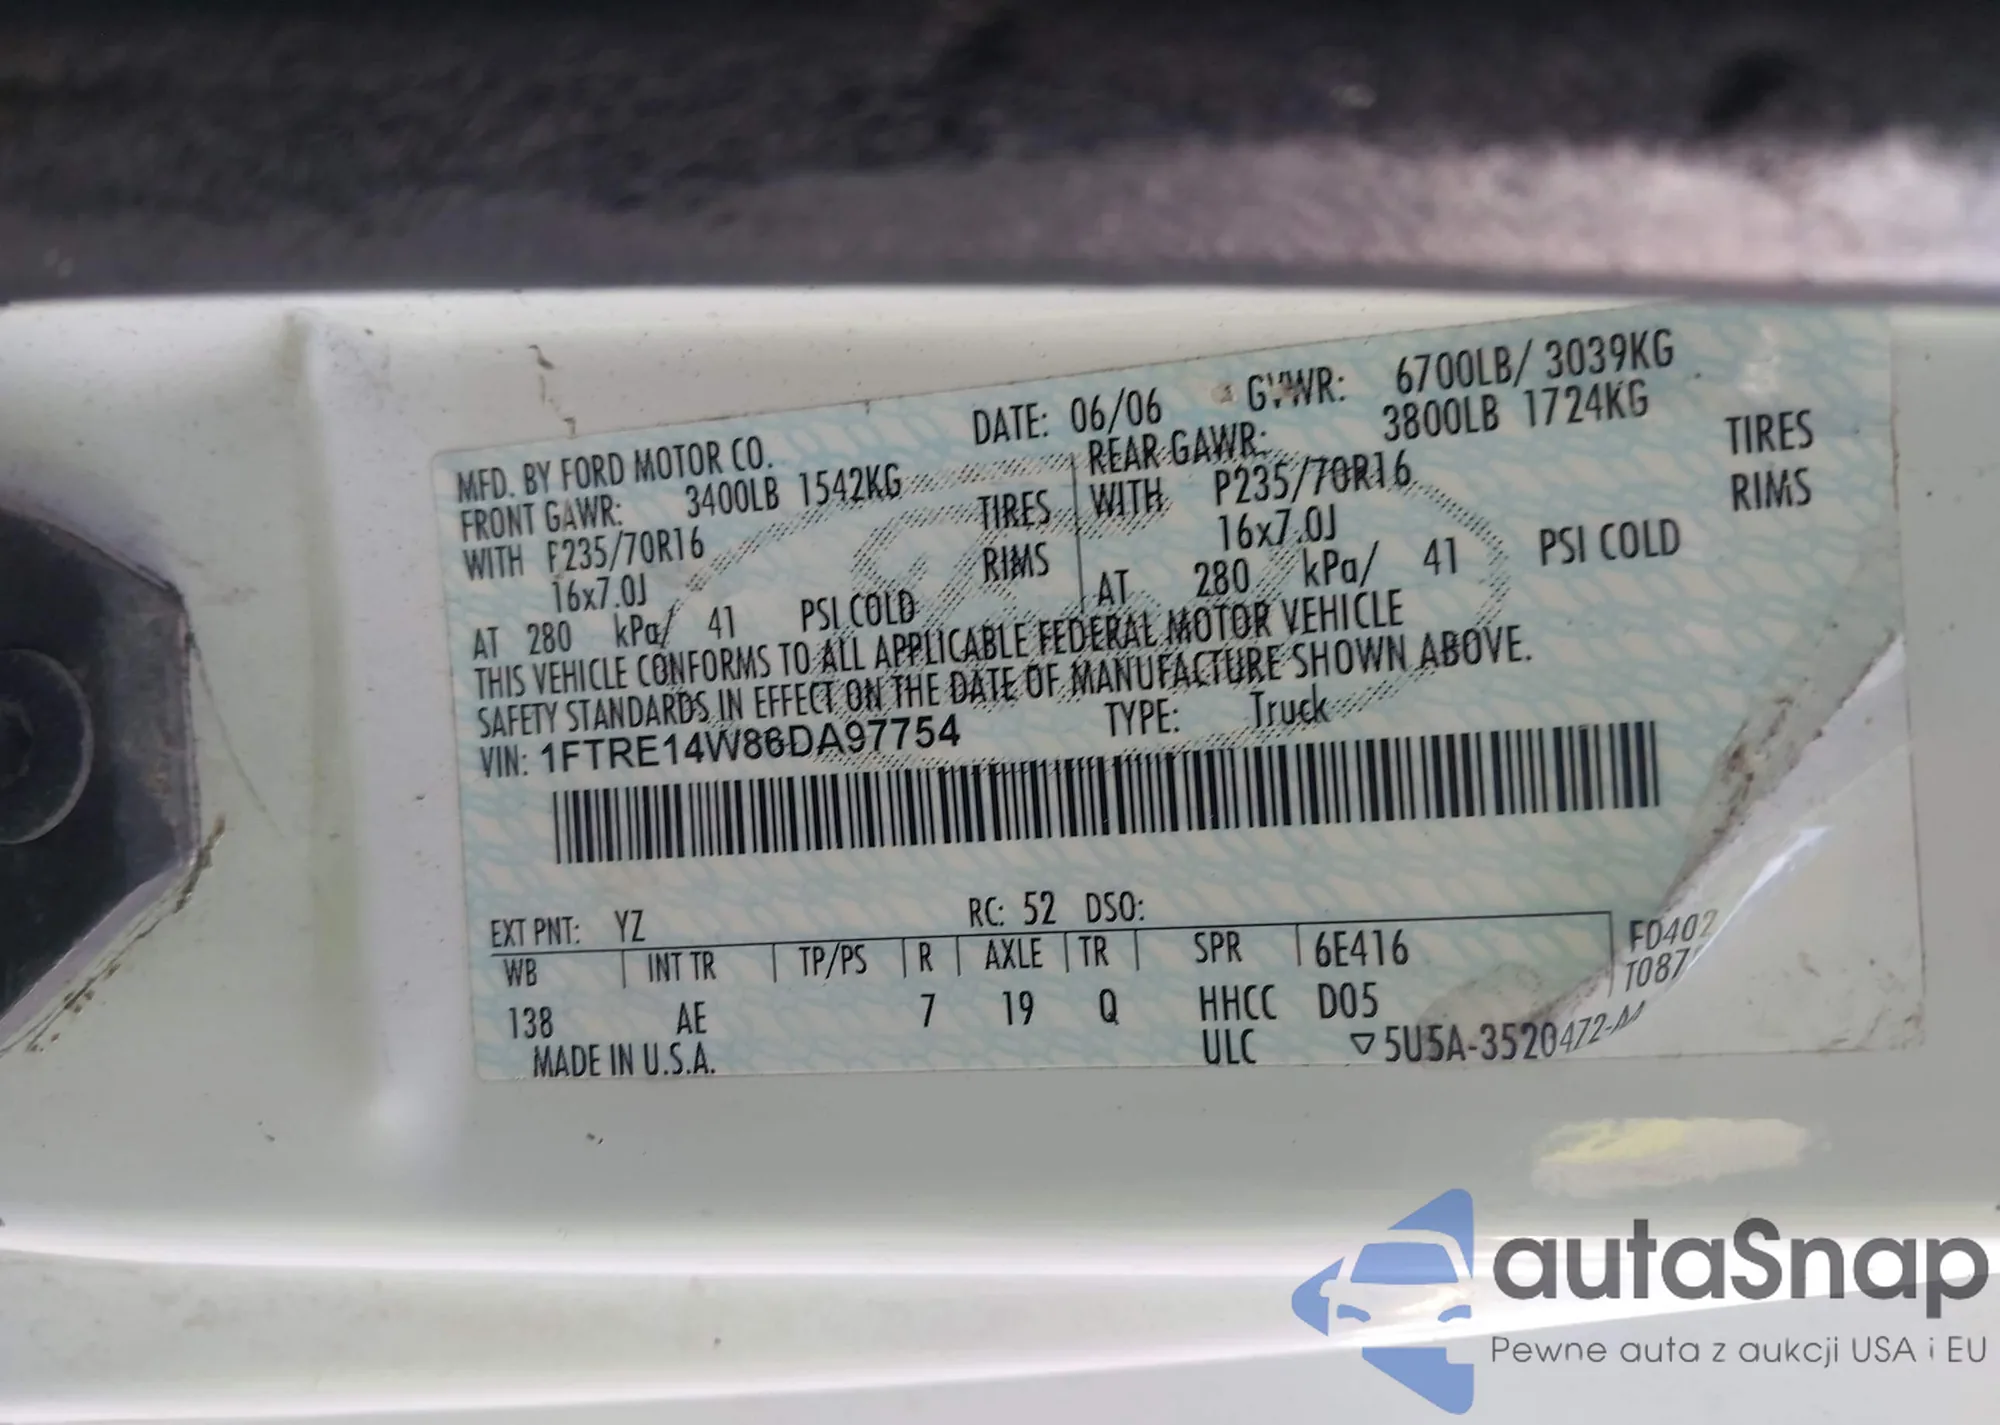 DATE: 06/06 GVWR: 6700LB/ 3039KG
MFD. BY FORD MOTOR CO.
FRONT GAWR: 3400LB 1542KG
WITH P235/70R16 TIRES
16x7.0J RIMS
AT 280 kPa/ 41 PSI COLD
REAR GAWR: 3800LB 1724KG
WITH P235/70R16 TIRES
16x7.0J RIMS
AT 280 kPa/ 41 PSI COLD
THIS VEHICLE CONFORMS TO ALL APPLICABLE FEDERAL MOTOR VEHICLE
SAFETY STANDARDS IN EFFECT ON THE DATE OF MANUFACTURE SHOWN ABOVE.
VIN: 1FTRE14W86DA97754 TYPE: Truck
EXT PNT: YZ RC: 52 DSO:
WB INT TR TP/PS R AXLE TR SPR 6E416
138 AE 7 19 Q HHCC D05
MADE IN U.S.A. ULC ▽5U5A-3520472-AA
F0402
T087
autaSnap
Pewne auta z aukcji USA i EU